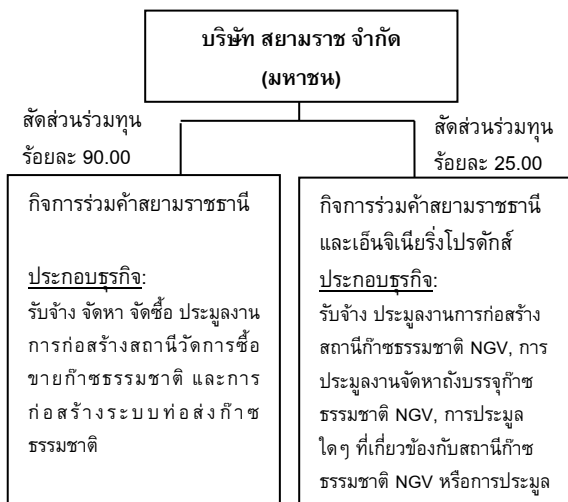 บริษัท สยามราช จำกัด
(มหาชน)
สัดส่วนร่วมทุน
ร้อยละ 90.00
สัดส่วนร่วมทุน
ร้อยละ 25.00
กิจการร่วมค้าสยามราชธานี
ประกอบธุรกิจ:
รับจ้าง จัดหา จัดซื้อ ประมูลงาน
การก่อสร้างสถานีวัดการซื้อ
ขายก๊าซธรรมชาติ และการ
ก่อสร้างระบบท่อส่งก๊าซ
ธรรมชาติ
กิจการร่วมค้าสยามราชธานี
และเอ็นจิเนียริ่งโปรดักส์
ประกอบธุรกิจ:
รับจ้าง ประมูลงานการก่อสร้าง
สถานีก๊าซธรรมชาติ NGV, การ
ประมูลงานจัดหาถังบรรจุก๊าซ
ธรรมชาติ NGV, การประมูล
ใดๆ ที่เกี่ยวข้องกับสถานีก๊าซ
ธรรมชาติ NGV หรือการประมูล